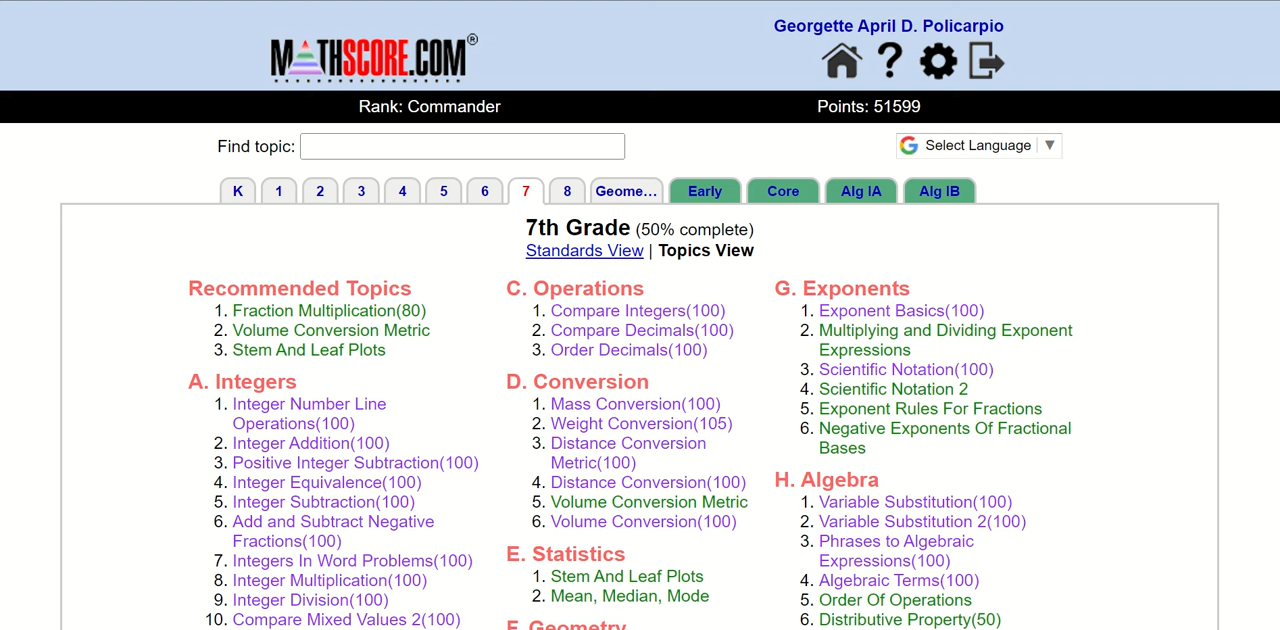 Georgette April D. Policarpio
MATHSCORE.COM®
Rank: Commander
Points: 51599
Find topic:
Select Language ▼
K 1 2 3 4 5 6 7 8 Geome... Early Core Alg IA Alg IB
7th Grade (50% complete)
Standards View | Topics View
Recommended Topics
1. Fraction Multiplication(80)
2. Volume Conversion Metric
3. Stem And Leaf Plots
A. Integers
1. Integer Number Line
Operations(100)
2. Integer Addition(100)
3. Positive Integer Subtraction(100)
4. Integer Equivalence(100)
5. Integer Subtraction(100)
6. Add and Subtract Negative
Fractions(100)
7. Integers In Word Problems(100)
8. Integer Multiplication(100)
9. Integer Division(100)
10. Compare Mixed Values 2(100)
C. Operations
1. Compare Integers(100)
2. Compare Decimals(100)
3. Order Decimals(100)
D. Conversion
1. Mass Conversion(100)
2. Weight Conversion(105)
3. Distance Conversion
Metric(100)
4. Distance Conversion(100)
5. Volume Conversion Metric
6. Volume Conversion(100)
E. Statistics
1. Stem And Leaf Plots
2. Mean, Median, Mode
F. Geometry
G. Exponents
1. Exponent Basics(100)
2. Multiplying and Dividing Exponent
Expressions
3. Scientific Notation(100)
4. Scientific Notation 2
5. Exponent Rules For Fractions
6. Negative Exponents Of Fractional
Bases
H. Algebra
1. Variable Substitution(100)
2. Variable Substitution 2(100)
3. Phrases to Algebraic
Expressions(100)
4. Algebraic Terms(100)
5. Order Of Operations
6. Distributive Property(50)